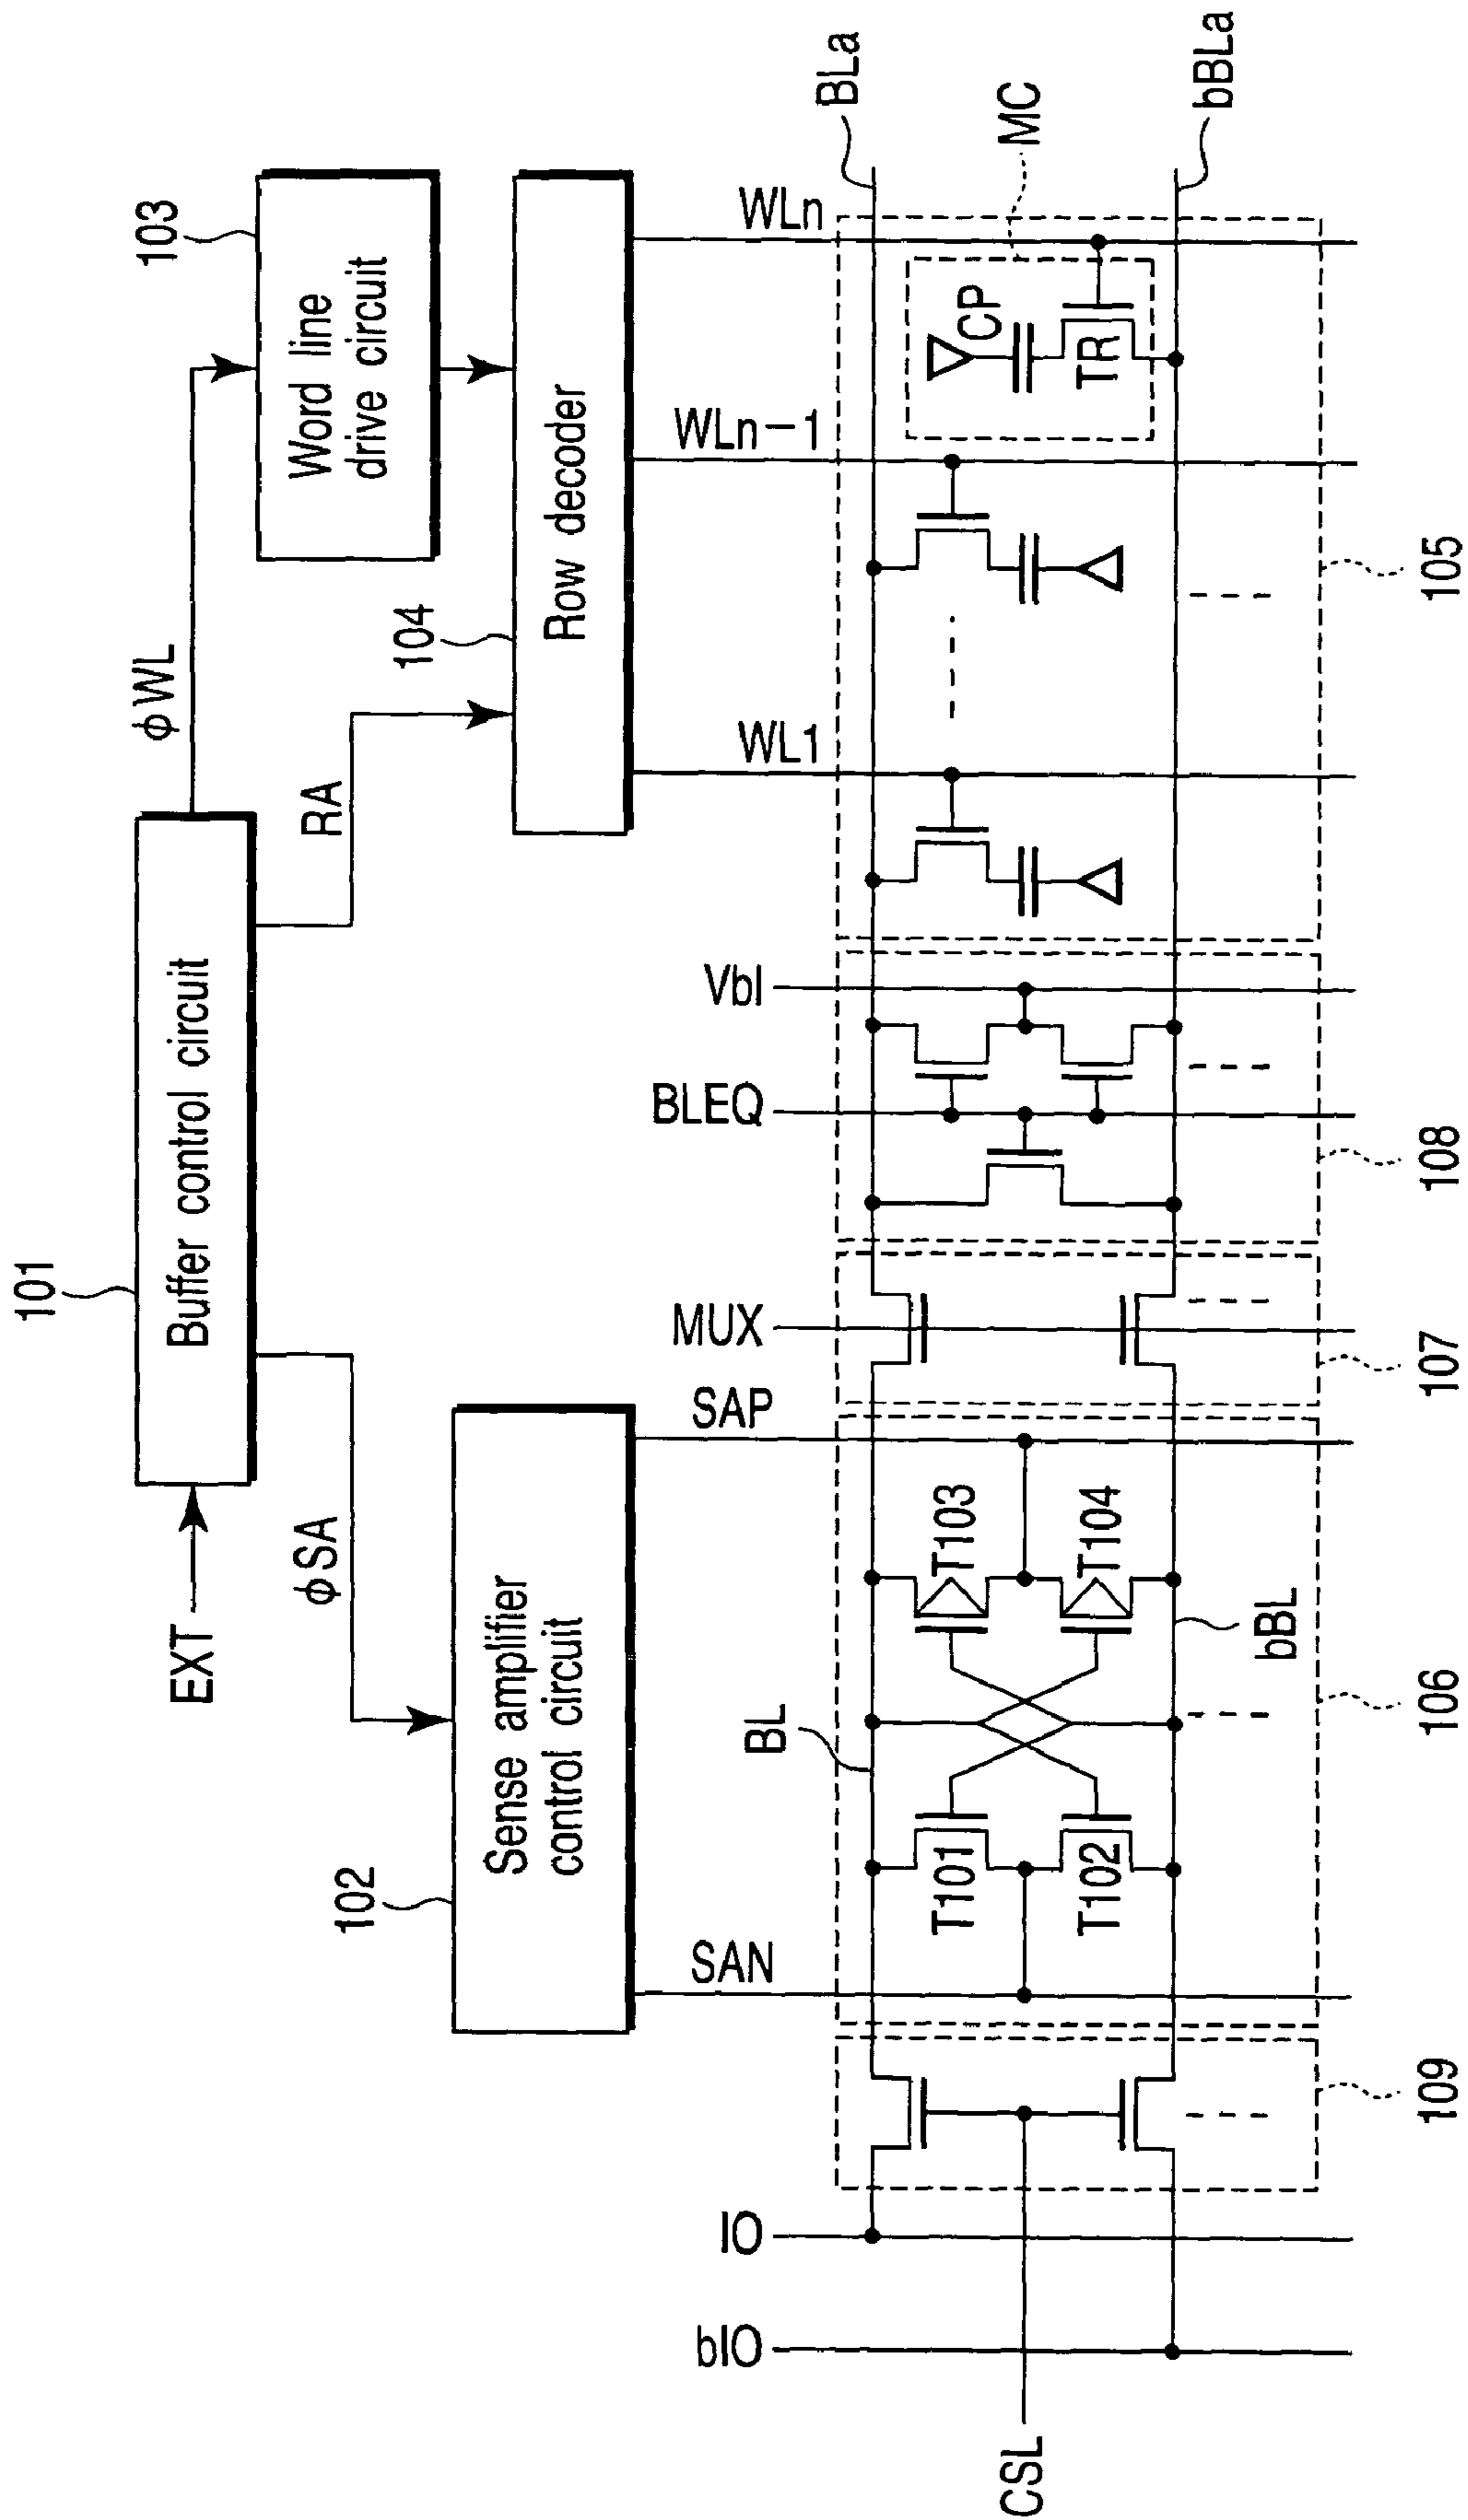 101
Buffer control circuit
EXT
φSA
RA
φWL
103
Word line
drive circuit
102
Sense amplifier
control circuit
104
Row decoder
bIO
IO
SAN
SAP
MUX
BLEQ
Vbl
WL1
WLn-1
WLn
BL
BLa
CSL
T101
T103
CP
MC
T102
T104
TR
bBL
bBLa
109
106
107
108
105